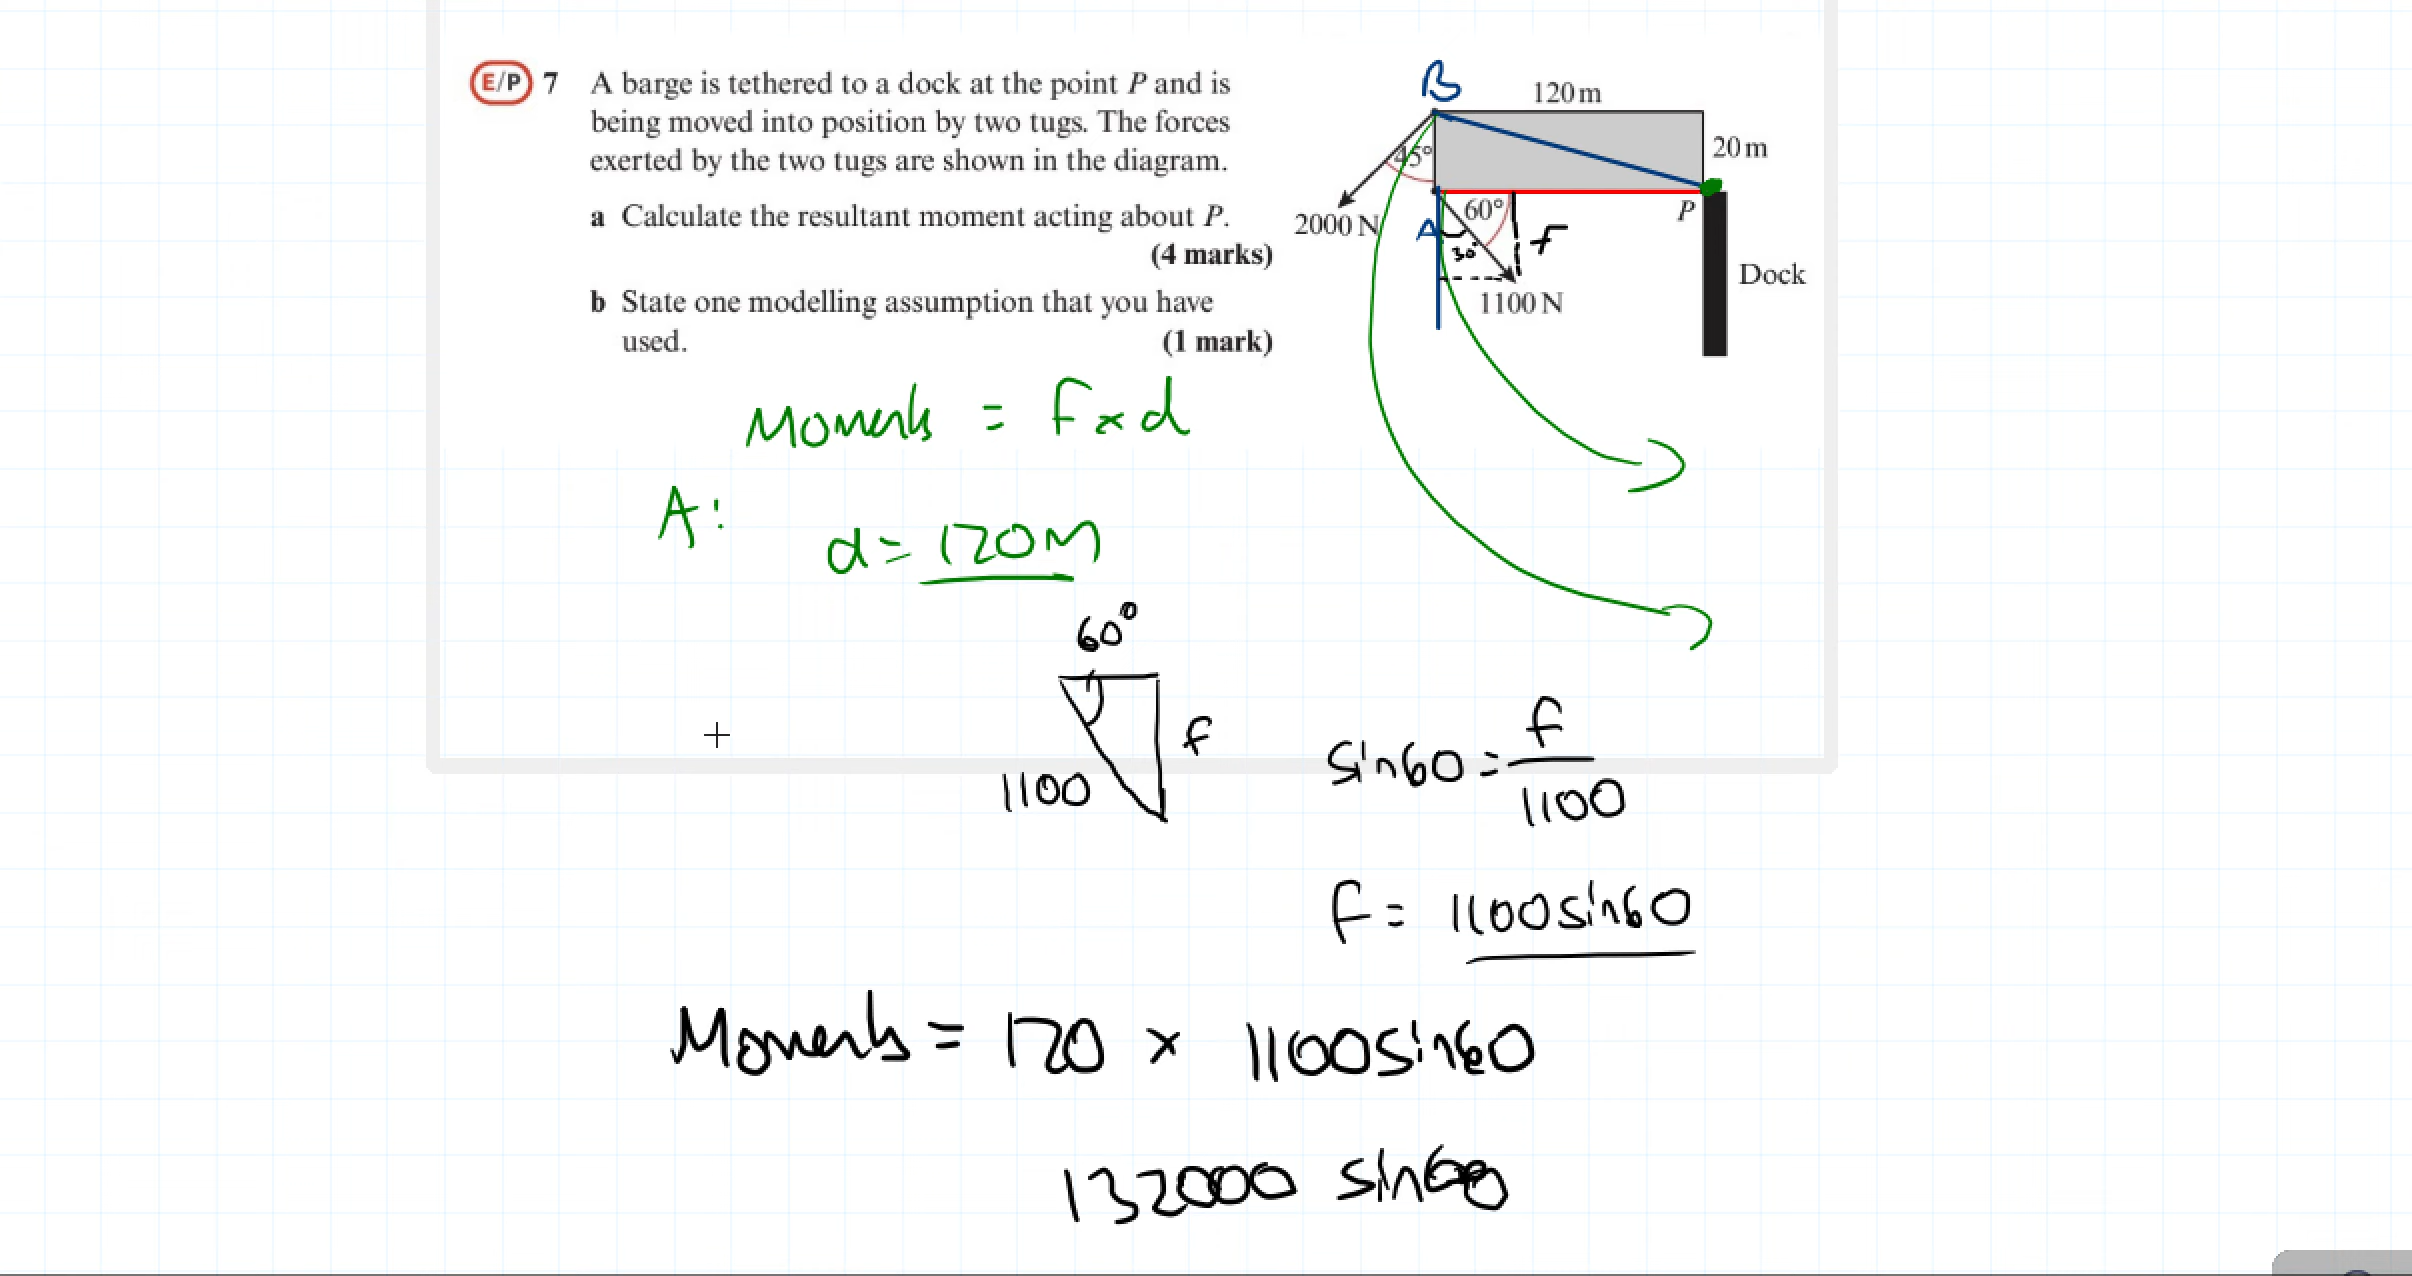 E/P 7 A barge is tethered to a dock at the point P and is
being moved into position by two tugs. The forces
exerted by the two tugs are shown in the diagram.
a Calculate the resultant moment acting about P.
(4 marks)
b State one modelling assumption that you have
used. (1 mark)
B
120 m
20 m
45°
2000 N
60°
P
A
30°
f
1100 N
Dock
Moments = F × d
A:
d = 120m
60°
f
1100
sin60 = f / 1100
f = 1100sin60
Moments = 120 × 1100sin60
132000 sin60